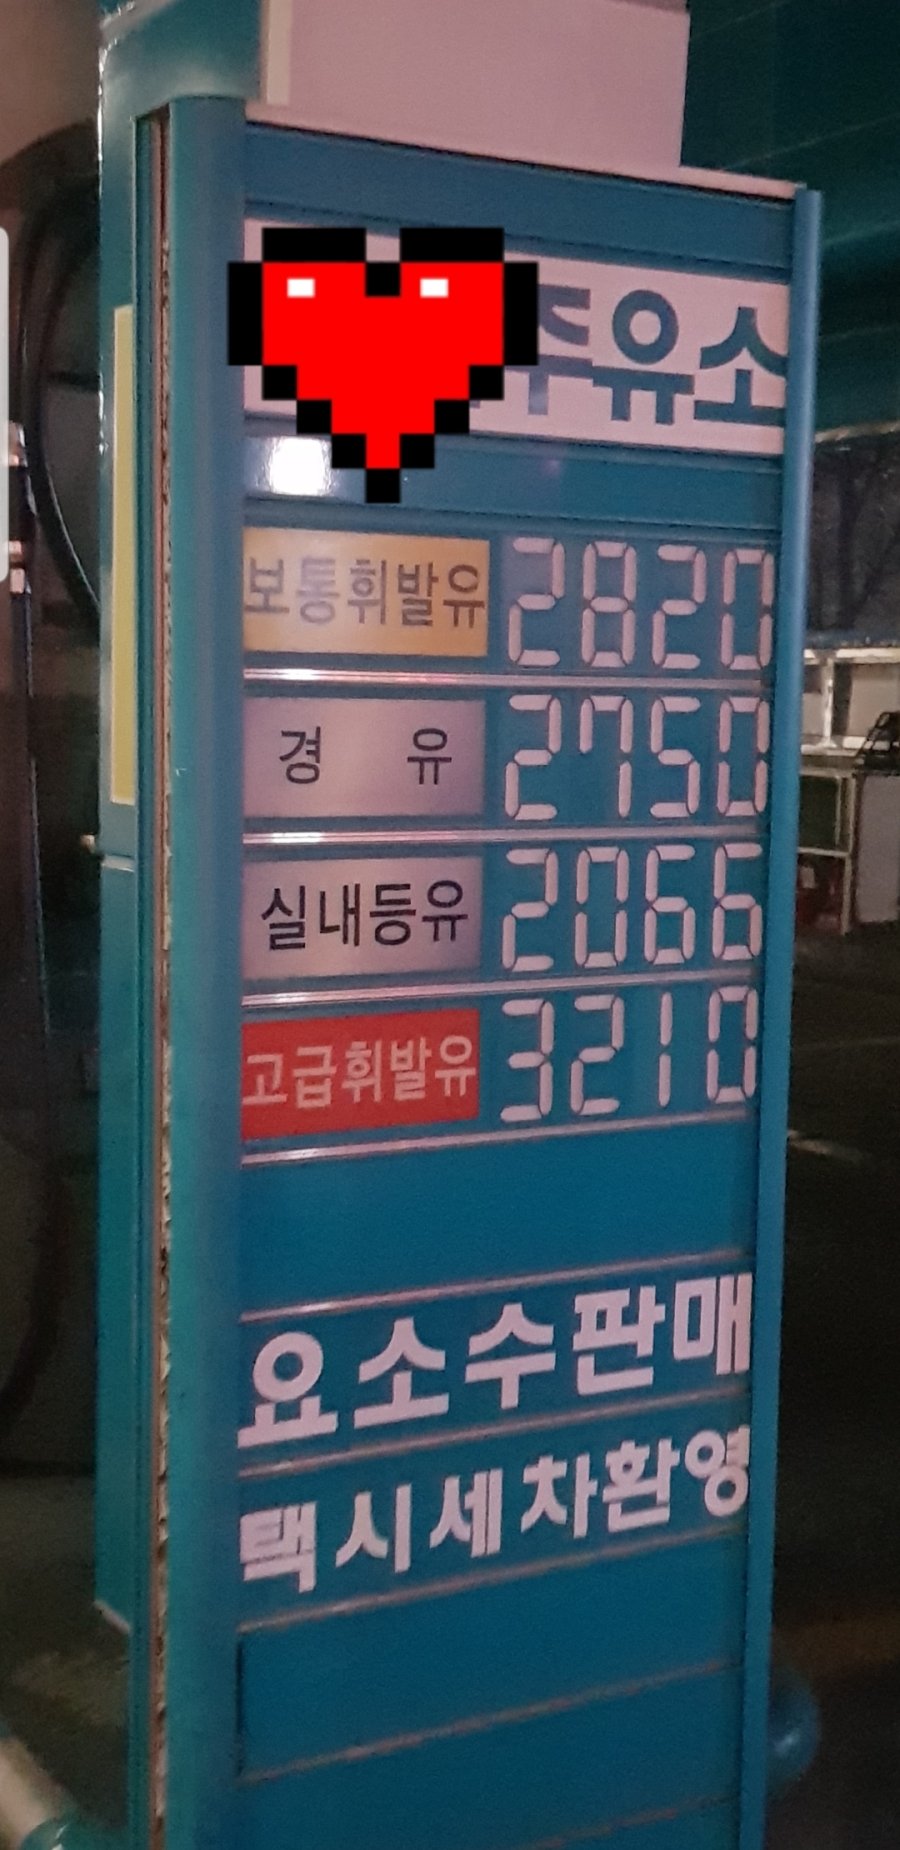 주유소
보통휘발유 2820
경 유 2750
실내등유 2066
고급휘발유 3210
요소수판매
택시세차환영